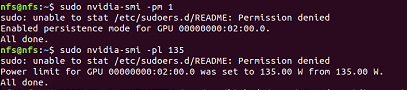 nfs@nfs:~$ sudo nvidia-smi -pm 1
sudo: unable to stat /etc/sudoers.d/README: Permission denied
Enabled persistence mode for GPU 00000000:02:00.0.
All done.
nfs@nfs:~$ sudo nvidia-smi -pl 135
sudo: unable to stat /etc/sudoers.d/README: Permission denied
Power limit for GPU 00000000:02:00.0 was set to 135.00 W from 135.00 W.
All done.